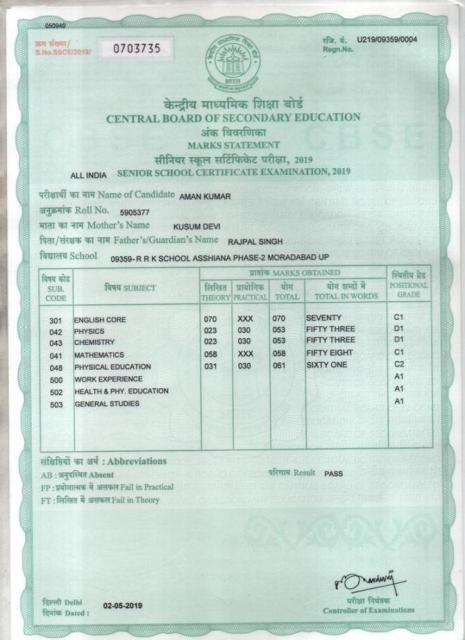 050940
क्रम संख्या/
S.No.SSCE/2019/ 0703735
रजि. सं. U219/09359/0004
Regn.No.
केन्द्रीय माध्यमिक शिक्षा बोर्ड
CENTRAL BOARD OF SECONDARY EDUCATION
अंक विवरणिका
MARKS STATEMENT
सीनियर स्कूल सर्टिफिकेट परीक्षा, 2019
ALL INDIA SENIOR SCHOOL CERTIFICATE EXAMINATION, 2019
परीक्षार्थी का नाम Name of Candidate AMAN KUMAR
अनुक्रमांक Roll No. 5905377
माता का नाम Mother's Name KUSUM DEVI
पिता/संरक्षक का नाम Father's/Guardian's Name RAJPAL SINGH
विद्यालय School 09359-R R K SCHOOL ASSHIANA PHASE-2 MORADABAD UP
विषय कोड SUB. CODE
विषय SUBJECT
प्राप्तांक MARKS OBTAINED
लिखित THEORY
प्रायोगिक PRACTICAL
योग TOTAL
योग शब्दों में TOTAL IN WORDS
स्थितीय ग्रेड POSITIONAL GRADE
301 ENGLISH CORE 070 XXX 070 SEVENTY C1
042 PHYSICS 023 030 053 FIFTY THREE D1
043 CHEMISTRY 023 030 053 FIFTY THREE D1
041 MATHEMATICS 058 XXX 058 FIFTY EIGHT C1
048 PHYSICAL EDUCATION 031 030 061 SIXTY ONE C2
500 WORK EXPERIENCE A1
502 HEALTH & PHY. EDUCATION A1
503 GENERAL STUDIES A1
संक्षिप्तियों का अर्थ : Abbreviations
AB : अनुपस्थित Absent
परिणाम Result PASS
FP : प्रयोगात्मक में असफल Fail in Practical
FT : लिखित में असफल Fail in Theory
दिल्ली Delhi
दिनांक Dated : 02-05-2019
परीक्षा नियंत्रक
Controller of Examinations